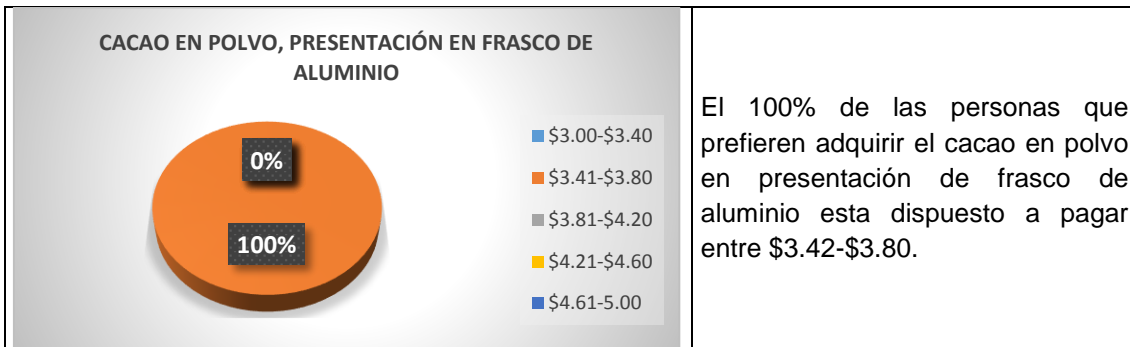 CACAO EN POLVO, PRESENTACIÓN EN FRASCO DE
ALUMINIO
0%
100%
$3.00-$3.40
$3.41-$3.80
$3.81-$4.20
$4.21-$4.60
$4.61-5.00
El 100% de las personas que
prefieren adquirir el cacao en polvo
en presentación de frasco de
aluminio esta dispuesto a pagar
entre $3.42-$3.80.